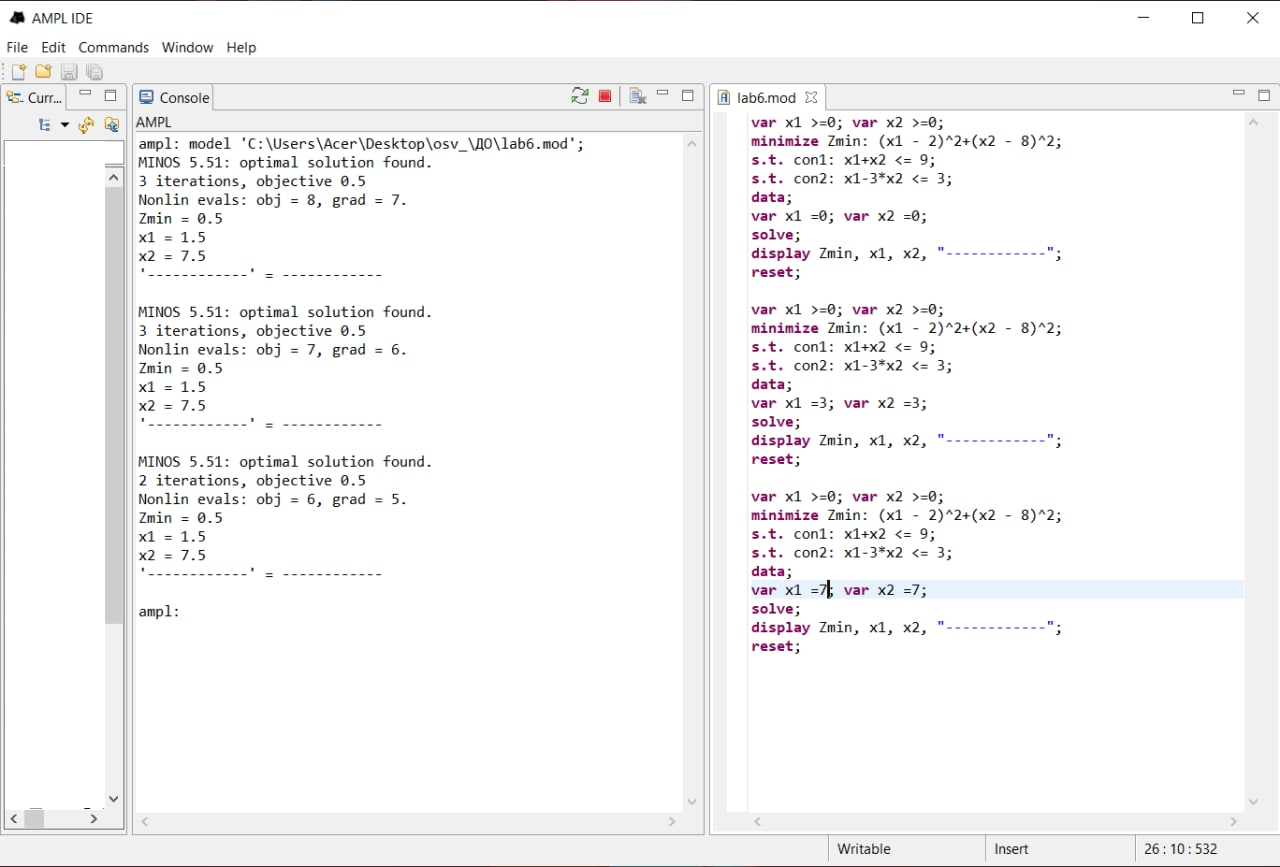 AMPL IDE
File Edit Commands Window Help
Curr...
Console
AMPL
ampl: model 'C:\Users\Acer\Desktop\osv_\ДО\lab6.mod';
MINOS 5.51: optimal solution found.
3 iterations, objective 0.5
Nonlin evals: obj = 8, grad = 7.
Zmin = 0.5
x1 = 1.5
x2 = 7.5
'------------' = ------------
MINOS 5.51: optimal solution found.
3 iterations, objective 0.5
Nonlin evals: obj = 7, grad = 6.
Zmin = 0.5
x1 = 1.5
x2 = 7.5
'------------' = ------------
MINOS 5.51: optimal solution found.
2 iterations, objective 0.5
Nonlin evals: obj = 6, grad = 5.
Zmin = 0.5
x1 = 1.5
x2 = 7.5
'------------' = ------------
ampl:
lab6.mod
var x1 >=0; var x2 >=0;
minimize Zmin: (x1 - 2)^2+(x2 - 8)^2;
s.t. con1: x1+x2 <= 9;
s.t. con2: x1-3*x2 <= 3;
data;
var x1 =0; var x2 =0;
solve;
display Zmin, x1, x2, "------------";
reset;
var x1 >=0; var x2 >=0;
minimize Zmin: (x1 - 2)^2+(x2 - 8)^2;
s.t. con1: x1+x2 <= 9;
s.t. con2: x1-3*x2 <= 3;
data;
var x1 =3; var x2 =3;
solve;
display Zmin, x1, x2, "------------";
reset;
var x1 >=0; var x2 >=0;
minimize Zmin: (x1 - 2)^2+(x2 - 8)^2;
s.t. con1: x1+x2 <= 9;
s.t. con2: x1-3*x2 <= 3;
data;
var x1 =7; var x2 =7;
solve;
display Zmin, x1, x2, "------------";
reset;
Writable Insert 26 : 10 : 532